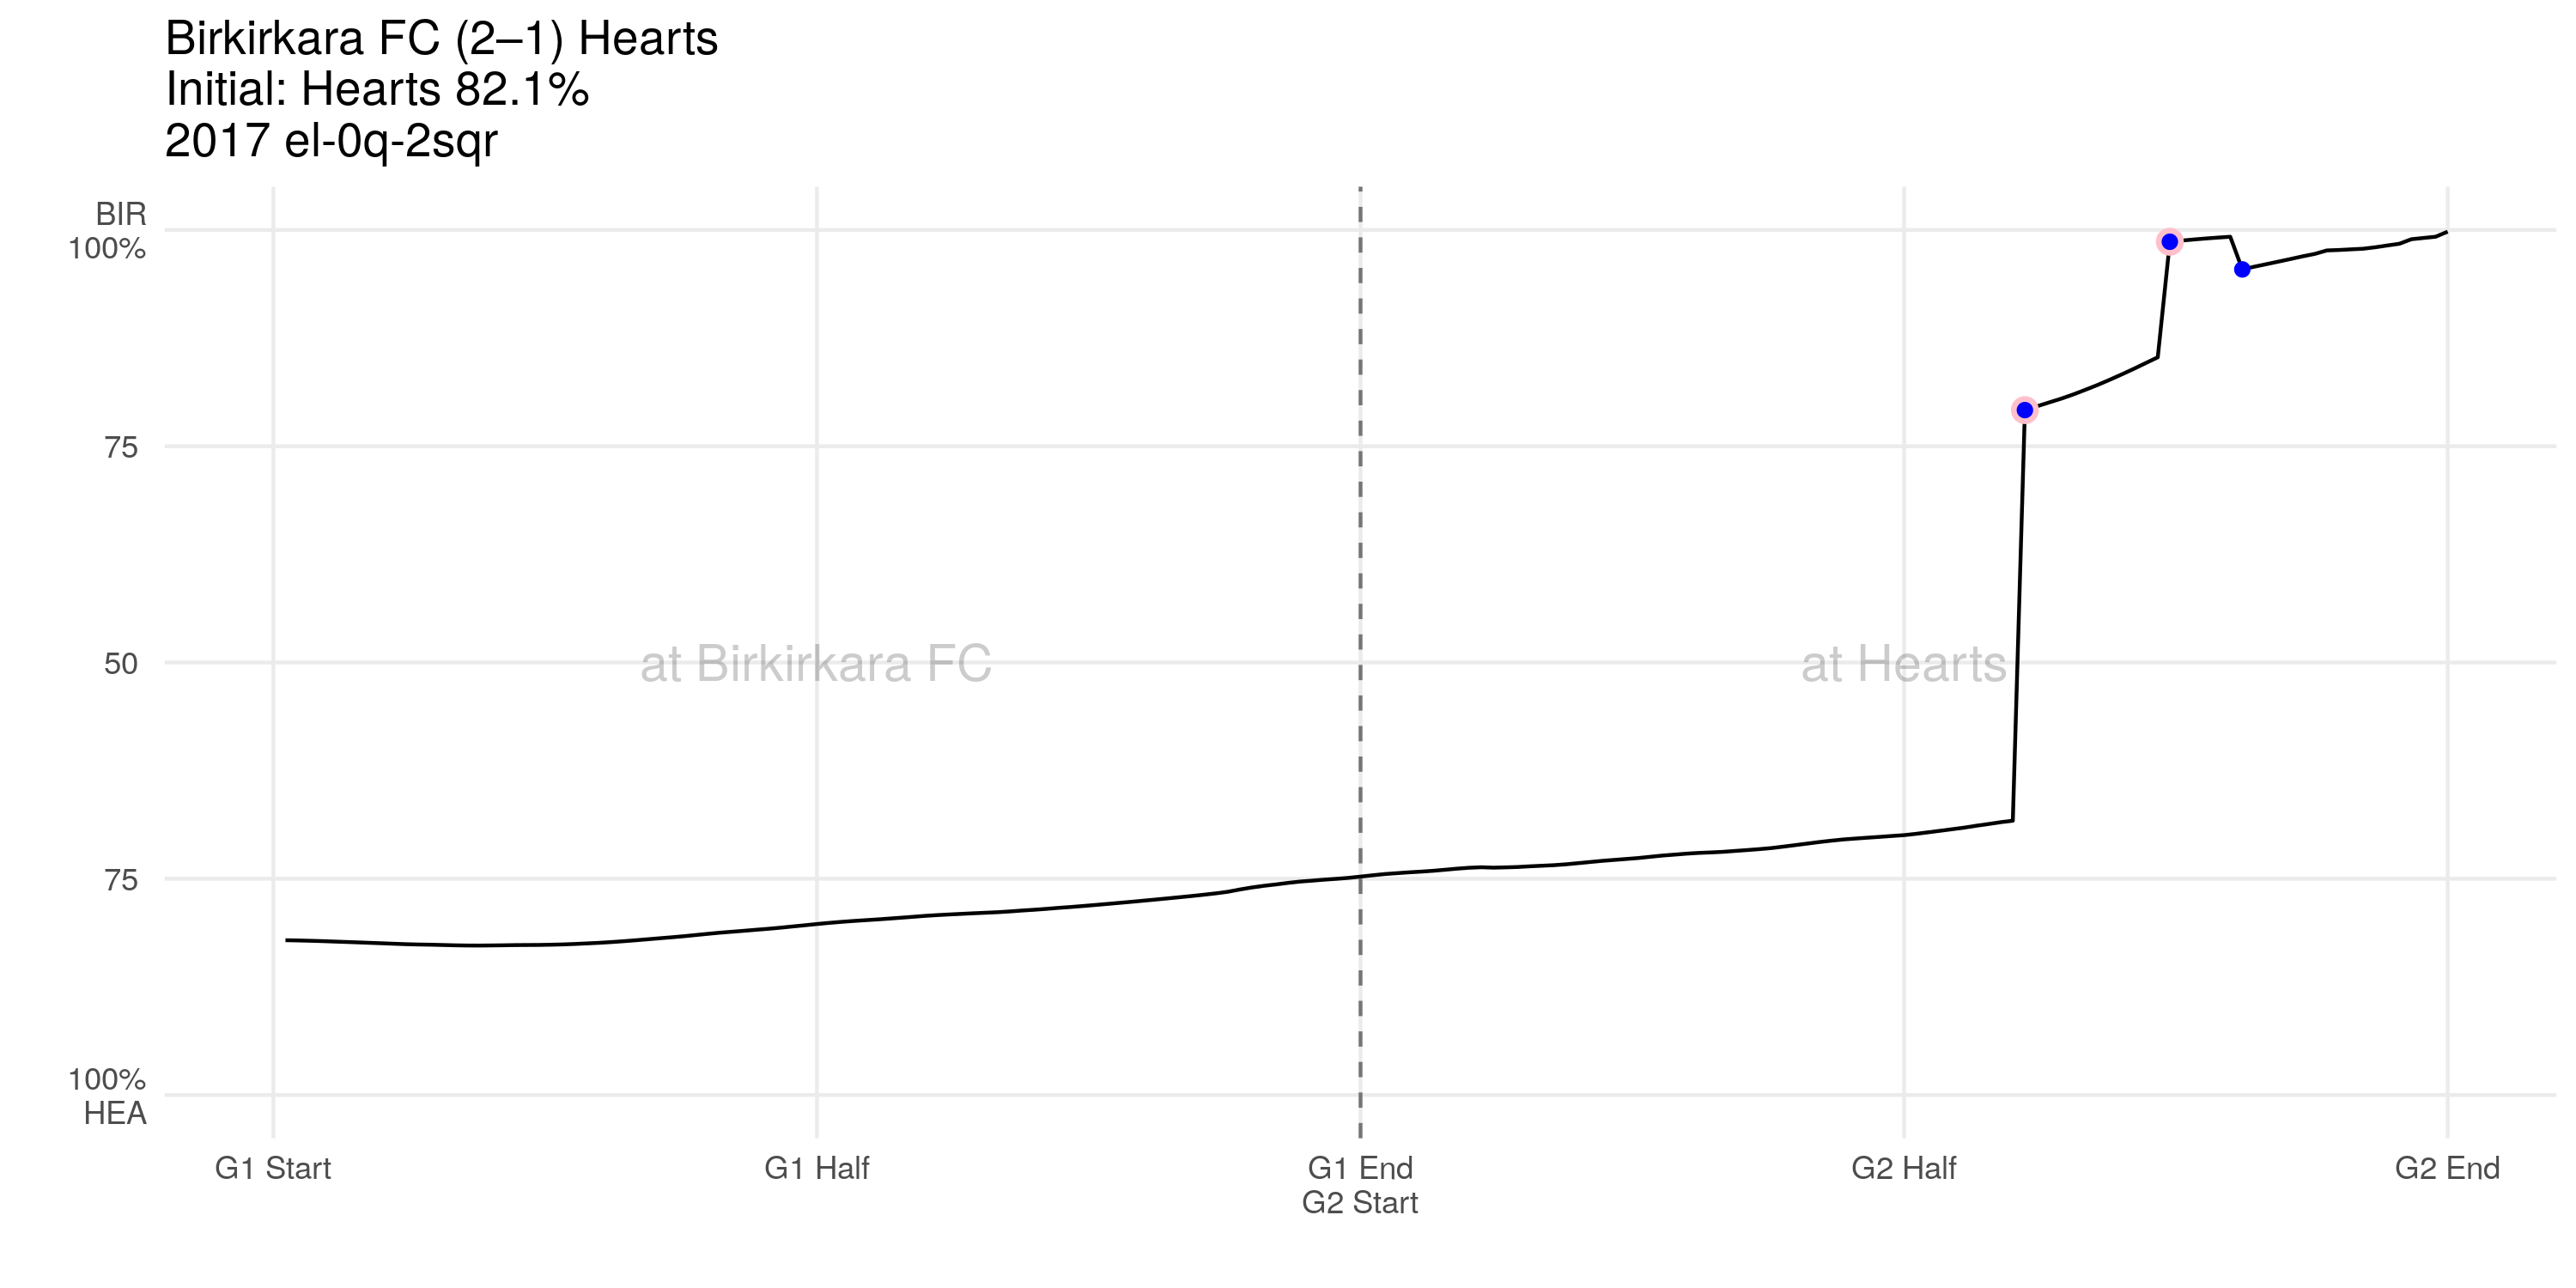 Birkirkara FC (2–1) Hearts
Initial: Hearts 82.1%
2017 el-0q-2sqr
BIR
100%
75
50
75
100%
HEA
at Birkirkara FC
at Hearts
G1 Start
G1 Half
G1 End
G2 Start
G2 Half
G2 End